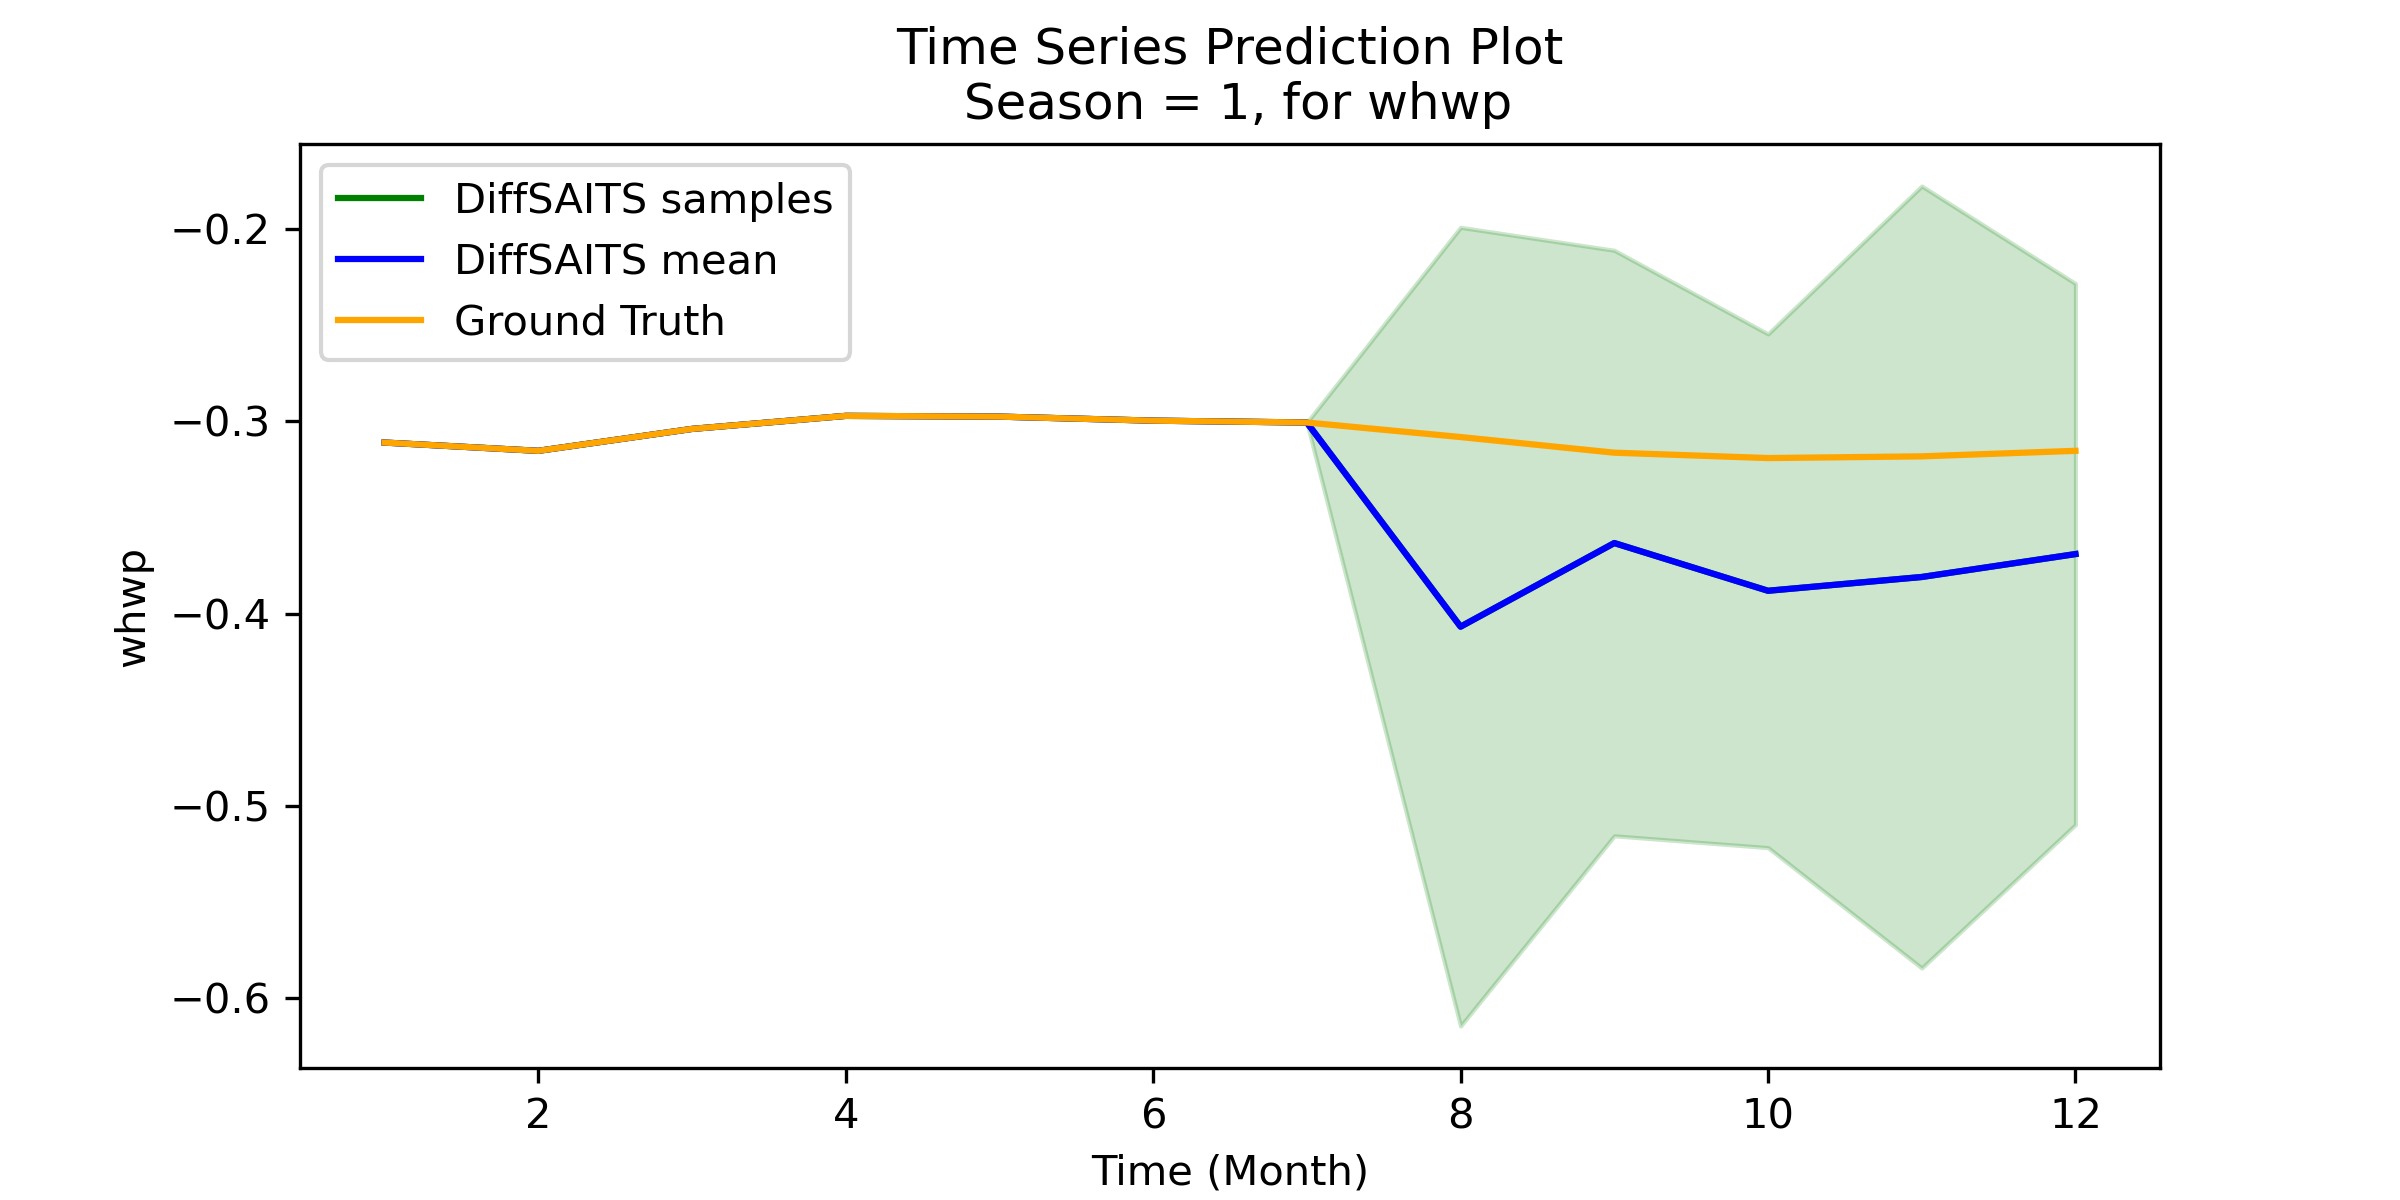 Time Series Prediction Plot
Season = 1, for whwp
DiffSAITS samples
DiffSAITS mean
Ground Truth
−0.2
−0.3
−0.4
−0.5
−0.6
whwp
2 4 6 8 10 12
Time (Month)